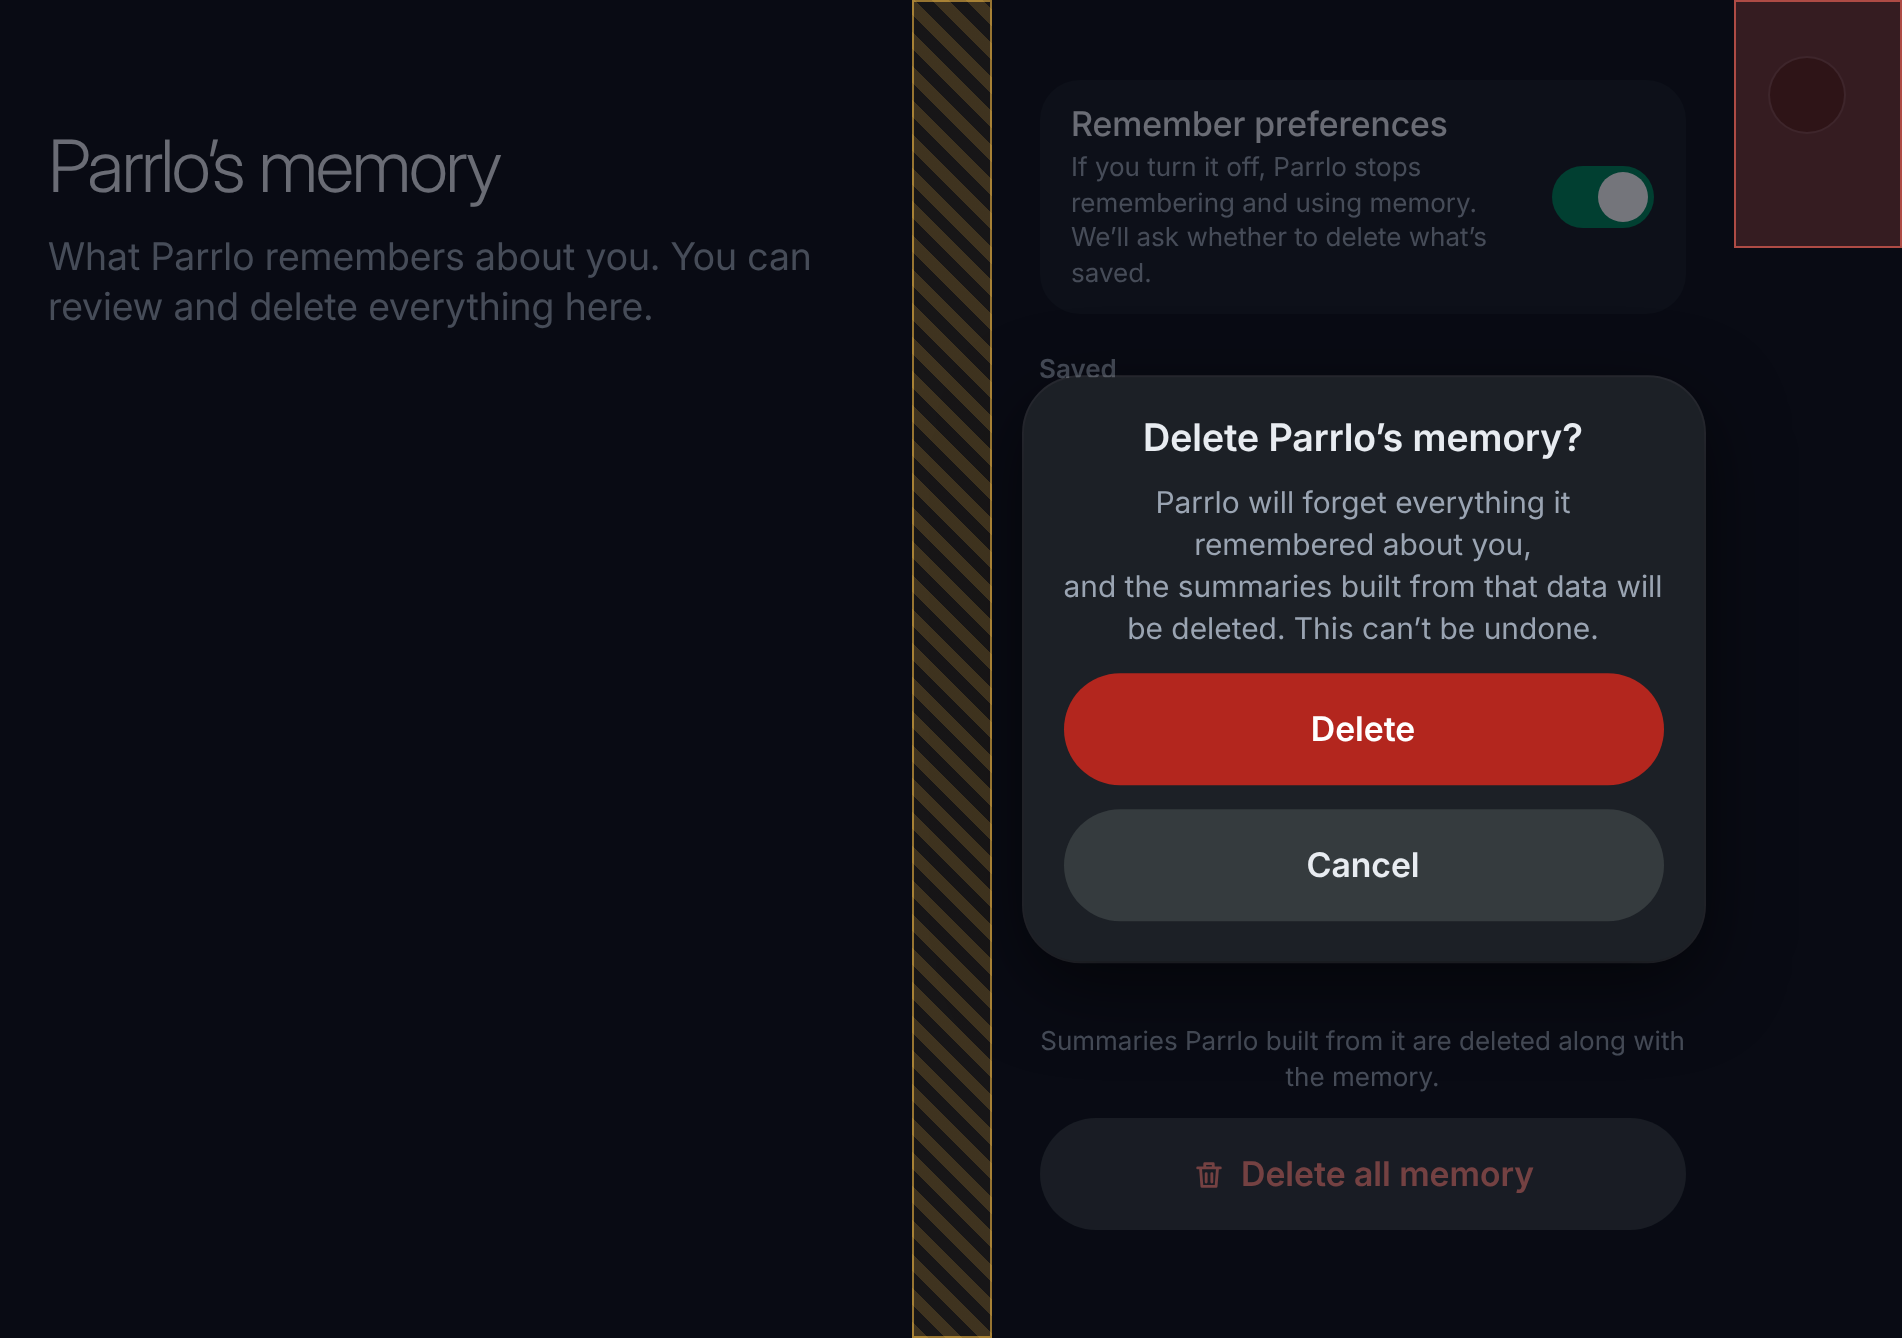 Parrlo’s memory
What Parrlo remembers about you. You can
review and delete everything here.
Remember preferences
If you turn it off, Parrlo stops
remembering and using memory.
We’ll ask whether to delete what’s
saved.
Saved
Delete Parrlo’s memory?
Parrlo will forget everything it
remembered about you,
and the summaries built from that data will
be deleted. This can’t be undone.
Delete
Cancel
Summaries Parrlo built from it are deleted along with
the memory.
Delete all memory